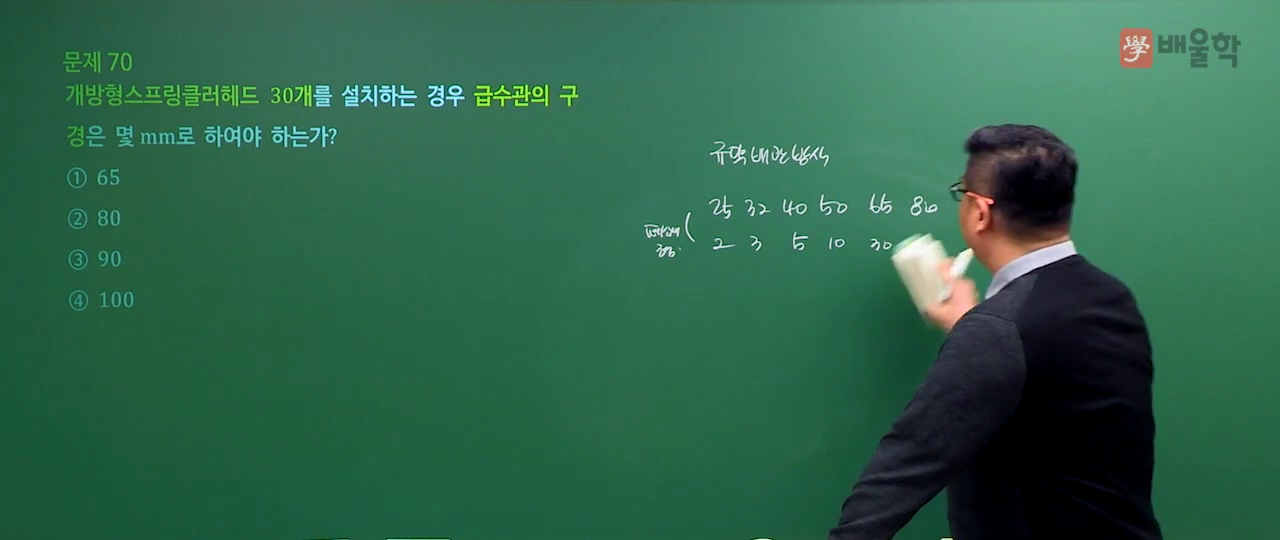 學 배울학
문제 70
개방형스프링클러헤드 30개를 설치하는 경우 급수관의 구
경은 몇 mm로 하여야 하는가?
① 65
② 80
③ 90
④ 100
규약배관방식
25 32 40 50 65 80
2 3 5 10 30